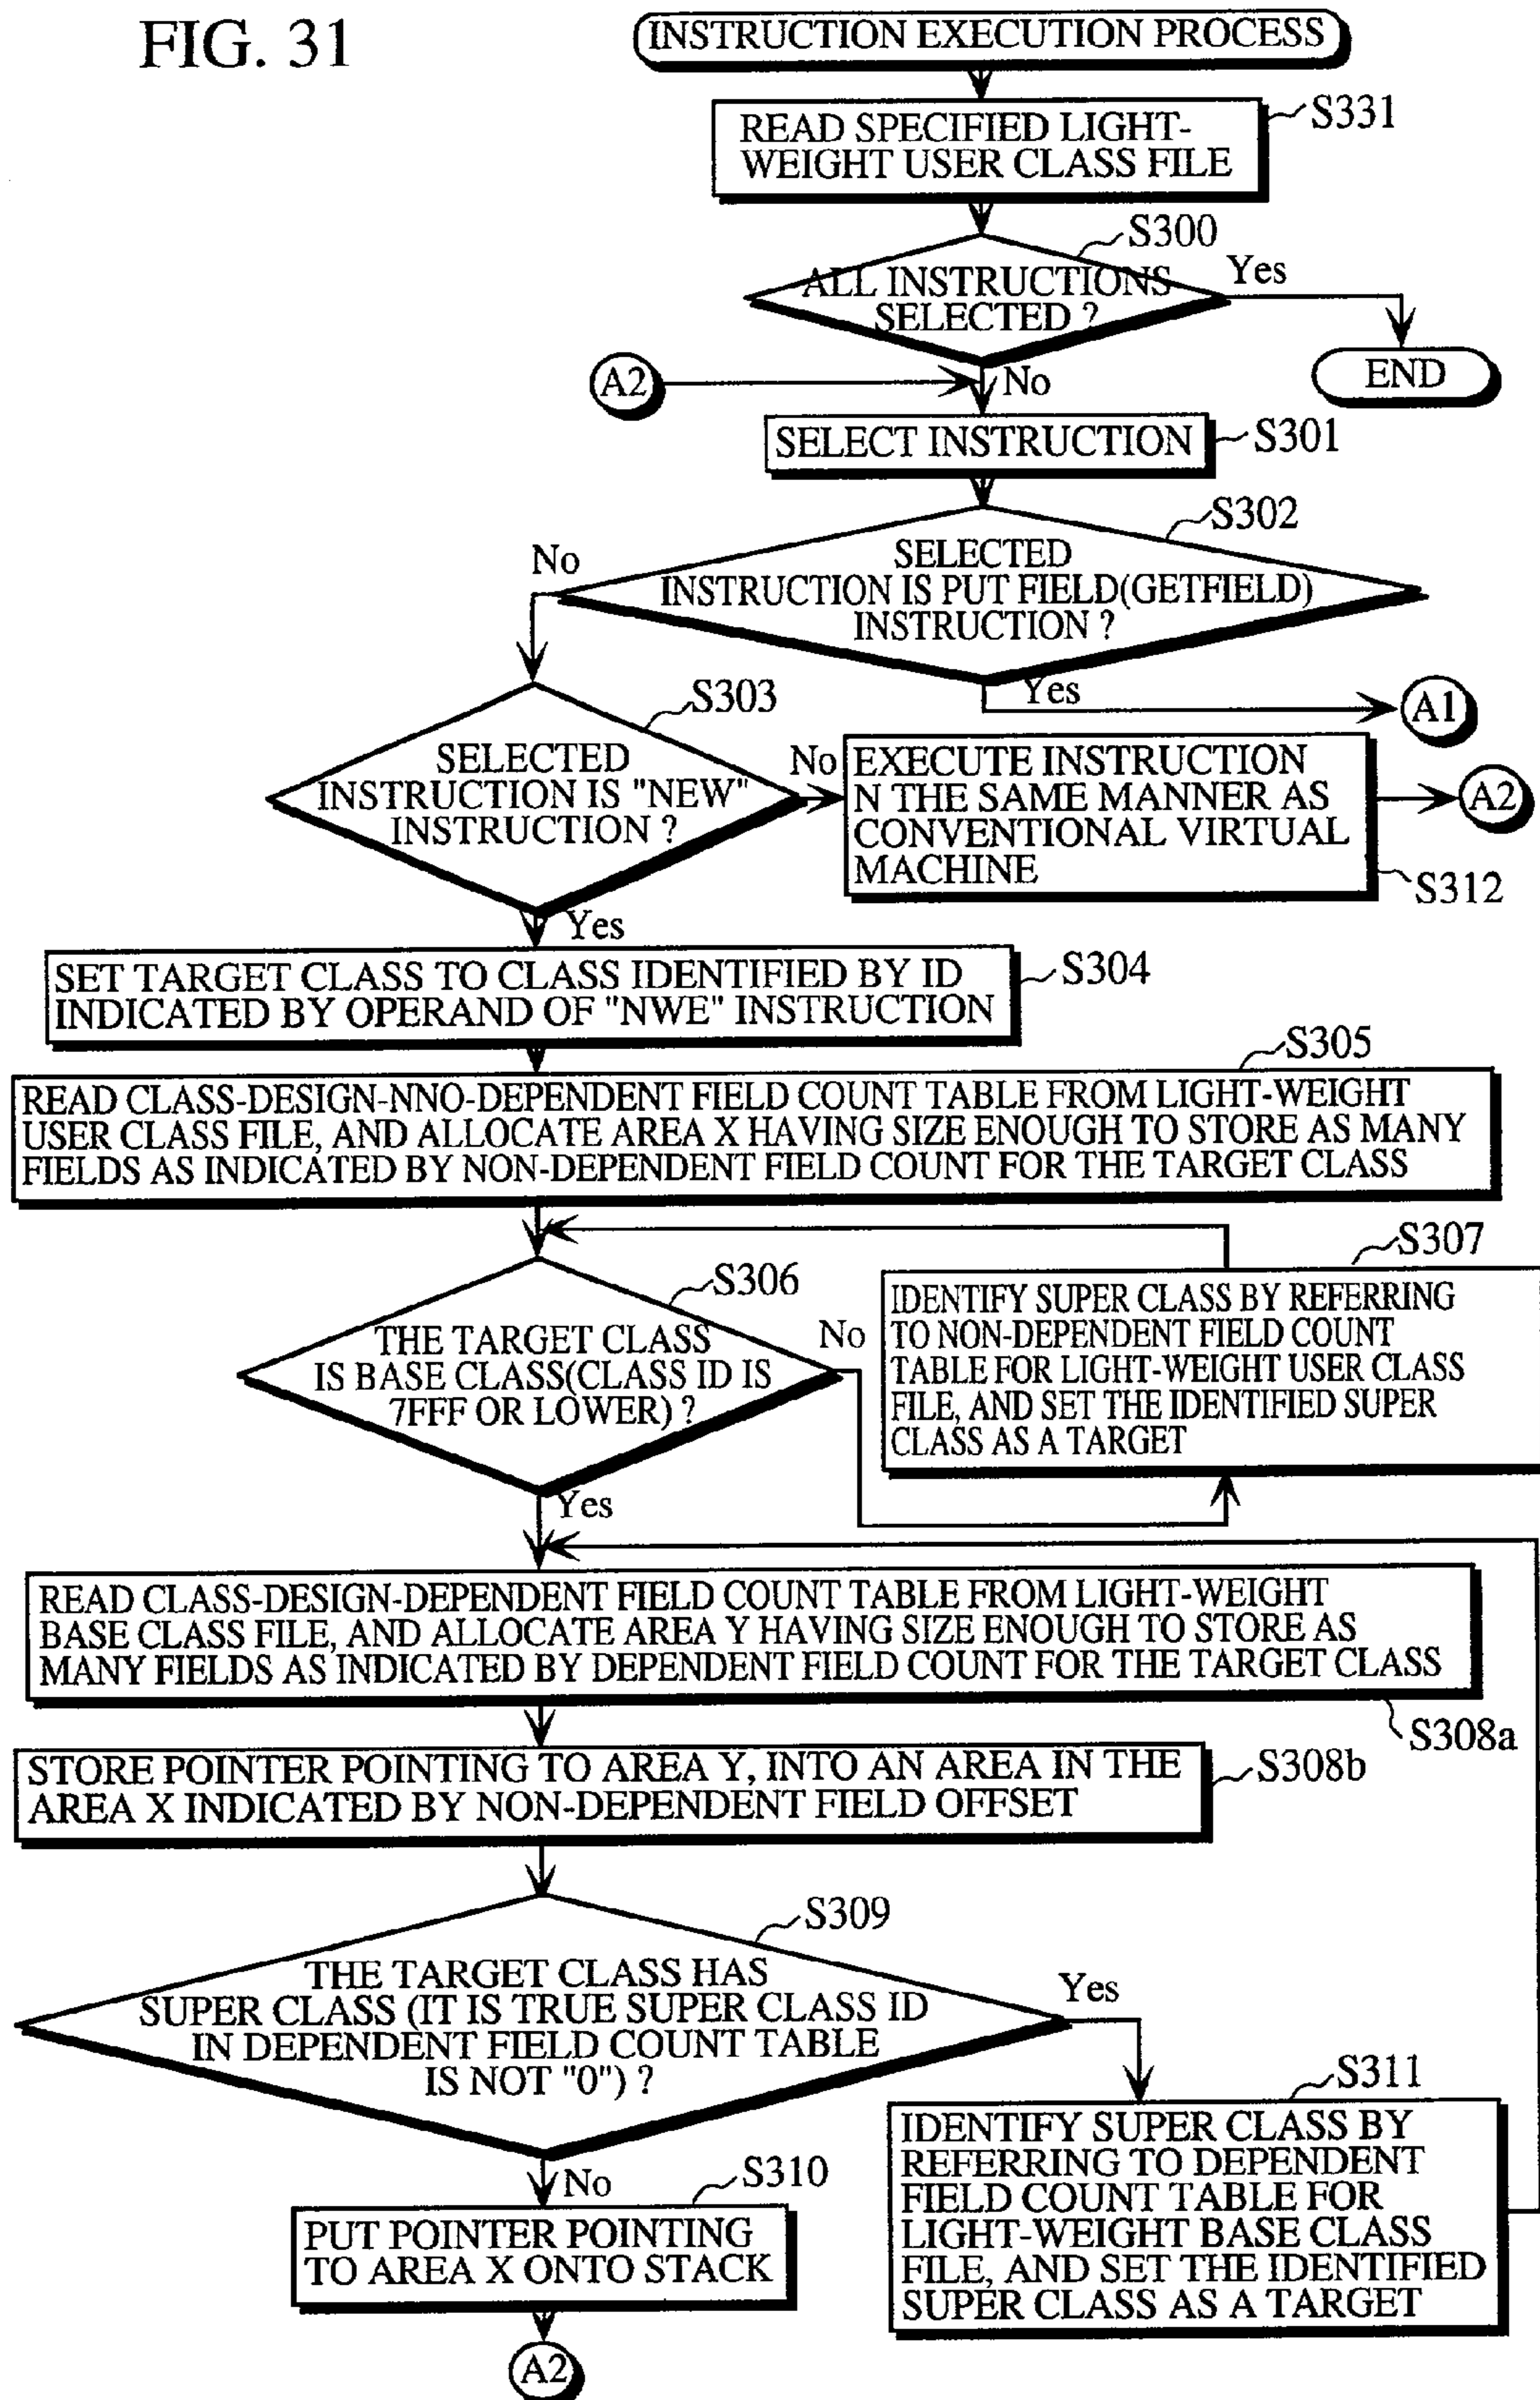 FIG. 31
INSTRUCTION EXECUTION PROCESS
S331
READ SPECIFIED LIGHT-
WEIGHT USER CLASS FILE
S300
ALL INSTRUCTIONS
SELECTED ?
Yes
END
A2
No
SELECT INSTRUCTION
S301
S302
SELECTED
INSTRUCTION IS PUT FIELD(GETFIELD)
INSTRUCTION ?
No
Yes
A1
S303
SELECTED
INSTRUCTION IS "NEW"
INSTRUCTION ?
No
EXECUTE INSTRUCTION
N THE SAME MANNER AS
CONVENTIONAL VIRTUAL
MACHINE
A2
S312
Yes
SET TARGET CLASS TO CLASS IDENTIFIED BY ID
INDICATED BY OPERAND OF "NWE" INSTRUCTION
S304
S305
READ CLASS-DESIGN-NNO-DEPENDENT FIELD COUNT TABLE FROM LIGHT-WEIGHT
USER CLASS FILE, AND ALLOCATE AREA X HAVING SIZE ENOUGH TO STORE AS MANY
FIELDS AS INDICATED BY NON-DEPENDENT FIELD COUNT FOR THE TARGET CLASS
S306
THE TARGET CLASS
IS BASE CLASS(CLASS ID IS
7FFF OR LOWER) ?
No
S307
IDENTIFY SUPER CLASS BY REFERRING
TO NON-DEPENDENT FIELD COUNT
TABLE FOR LIGHT-WEIGHT USER CLASS
FILE, AND SET THE IDENTIFIED SUPER
CLASS AS A TARGET
Yes
READ CLASS-DESIGN-DEPENDENT FIELD COUNT TABLE FROM LIGHT-WEIGHT
BASE CLASS FILE, AND ALLOCATE AREA Y HAVING SIZE ENOUGH TO STORE AS
MANY FIELDS AS INDICATED BY DEPENDENT FIELD COUNT FOR THE TARGET CLASS
S308a
STORE POINTER POINTING TO AREA Y, INTO AN AREA IN THE
AREA X INDICATED BY NON-DEPENDENT FIELD OFFSET
S308b
S309
THE TARGET CLASS HAS
SUPER CLASS (IT IS TRUE SUPER CLASS ID
IN DEPENDENT FIELD COUNT TABLE
IS NOT "0") ?
Yes
S311
IDENTIFY SUPER CLASS BY
REFERRING TO DEPENDENT
FIELD COUNT TABLE FOR
LIGHT-WEIGHT BASE CLASS
FILE, AND SET THE IDENTIFIED
SUPER CLASS AS A TARGET
No
S310
PUT POINTER POINTING
TO AREA X ONTO STACK
A2